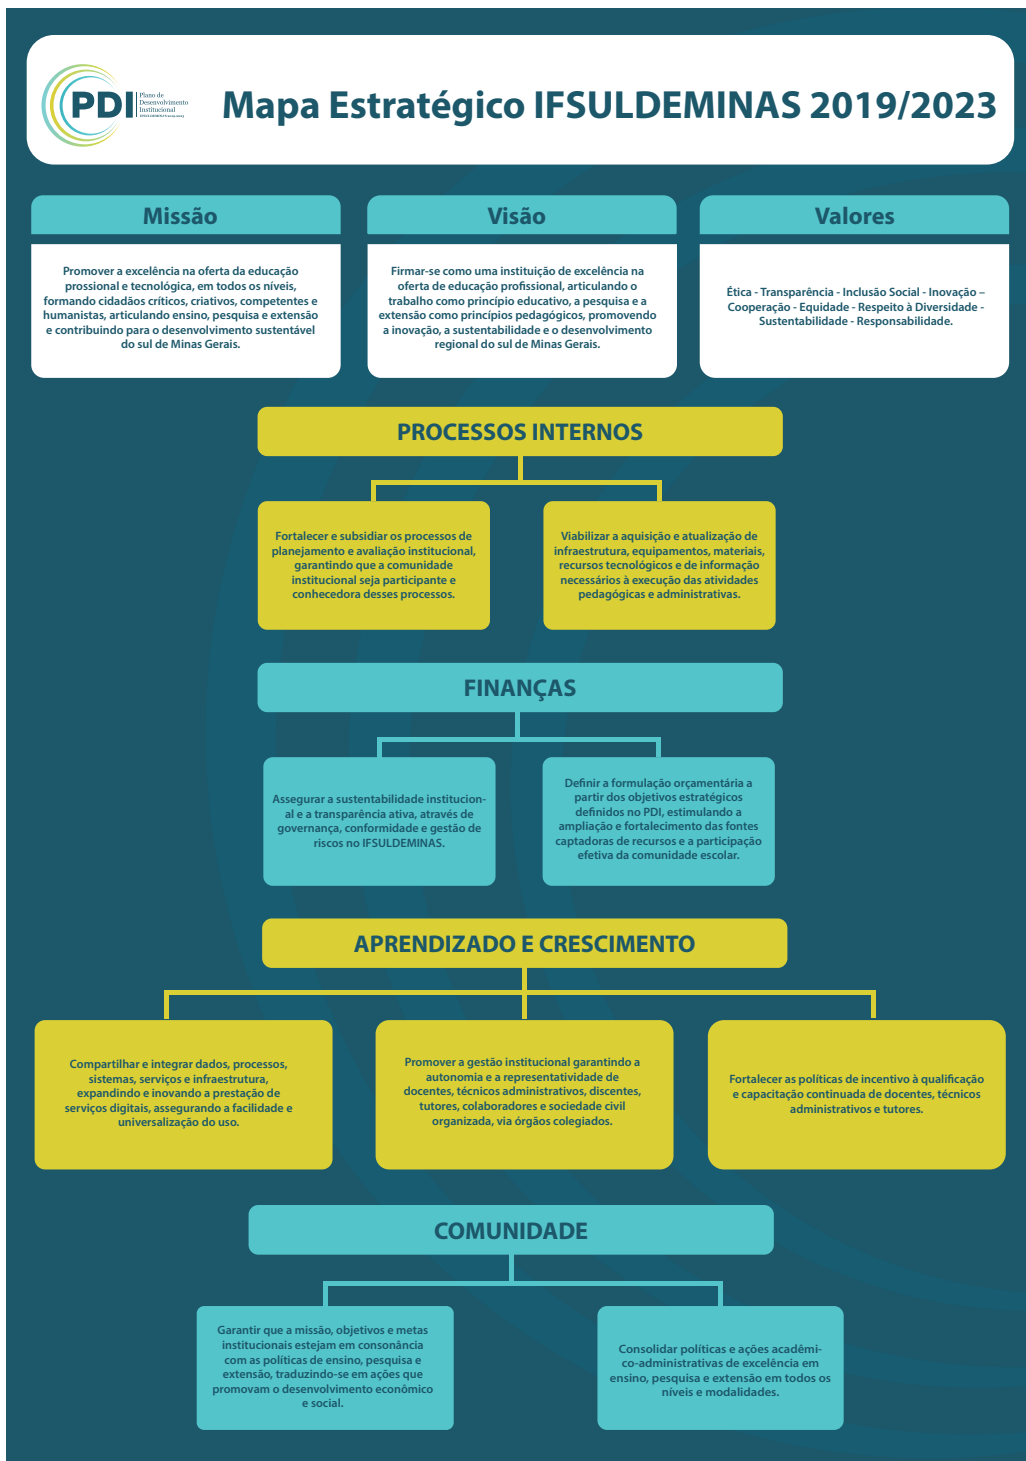 PDI
Plano de
Desenvolvimento
Institucional
Mapa Estratégico IFSULDEMINAS 2019/2023
Missão
Promover a excelência na oferta da educação
prossional e tecnológica, em todos os níveis,
formando cidadãos críticos, criativos, competentes e
humanistas, articulando ensino, pesquisa e extensão
e contribuindo para o desenvolvimento sustentável
do sul de Minas Gerais.
Visão
Firmar-se como uma instituição de excelência na
oferta de educação profissional, articulando o
trabalho como princípio educativo, a pesquisa e a
extensão como princípios pedagógicos, promovendo
a inovação, a sustentabilidade e o desenvolvimento
regional do sul de Minas Gerais.
Valores
Ética - Transparência - Inclusão Social - Inovação –
Cooperação - Equidade - Respeito à Diversidade -
Sustentabilidade - Responsabilidade.
PROCESSOS INTERNOS
Fortalecer e subsidiar os processos de
planejamento e avaliação institucional,
garantindo que a comunidade
institucional seja participante e
conhecedora desses processos.
Viabilizar a aquisição e atualização de
infraestrutura, equipamentos, materiais,
recursos tecnológicos e de informação
necessários à execução das atividades
pedagógicas e administrativas.
FINANÇAS
Assegurar a sustentabilidade institucion-
al e a transparência ativa, através de
governança, conformidade e gestão de
riscos no IFSULDEMINAS.
Definir a formulação orçamentária a
partir dos objetivos estratégicos
definidos no PDI, estimulando a
ampliação e fortalecimento das fontes
captadoras de recursos e a participação
efetiva da comunidade escolar.
APRENDIZADO E CRESCIMENTO
Compartilhar e integrar dados, processos,
sistemas, serviços e infraestrutura,
expandindo e inovando a prestação de
serviços digitais, assegurando a facilidade e
universalização do uso.
Promover a gestão institucional garantindo a
autonomia e a representatividade de
docentes, técnicos administrativos, discentes,
tutores, colaboradores e sociedade civil
organizada, via órgãos colegiados.
Fortalecer as políticas de incentivo à qualificação
e capacitação continuada de docentes, técnicos
administrativos e tutores.
COMUNIDADE
Garantir que a missão, objetivos e metas
institucionais estejam em consonância
com as políticas de ensino, pesquisa e
extensão, traduzindo-se em ações que
promovam o desenvolvimento econômico
e social.
Consolidar políticas e ações acadêmi-
co-administrativas de excelência em
ensino, pesquisa e extensão em todos os
níveis e modalidades.